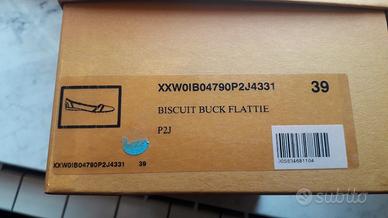 XXW0IB04790P2J4331 39
BISCUIT BUCK FLATTIE
P2J
XXW0IB04790P2J4331 39
subito